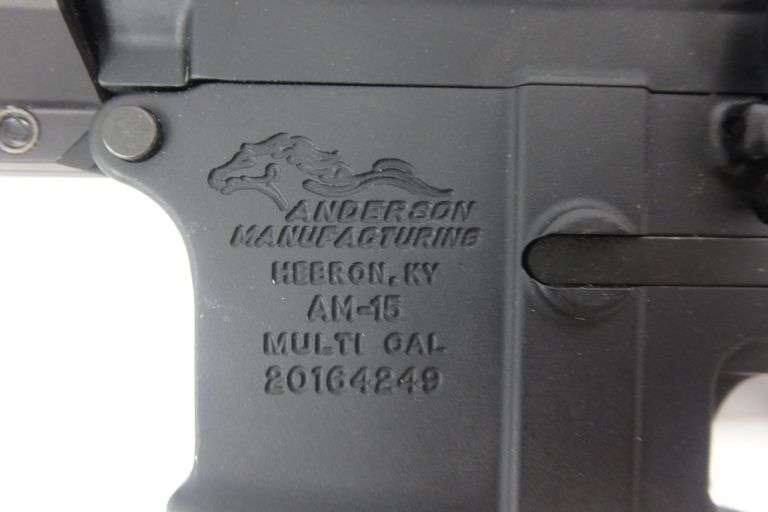 ANDERSON
MANUFACTURING
HEBRON, KY
AM-15
MULTI CAL
20164249